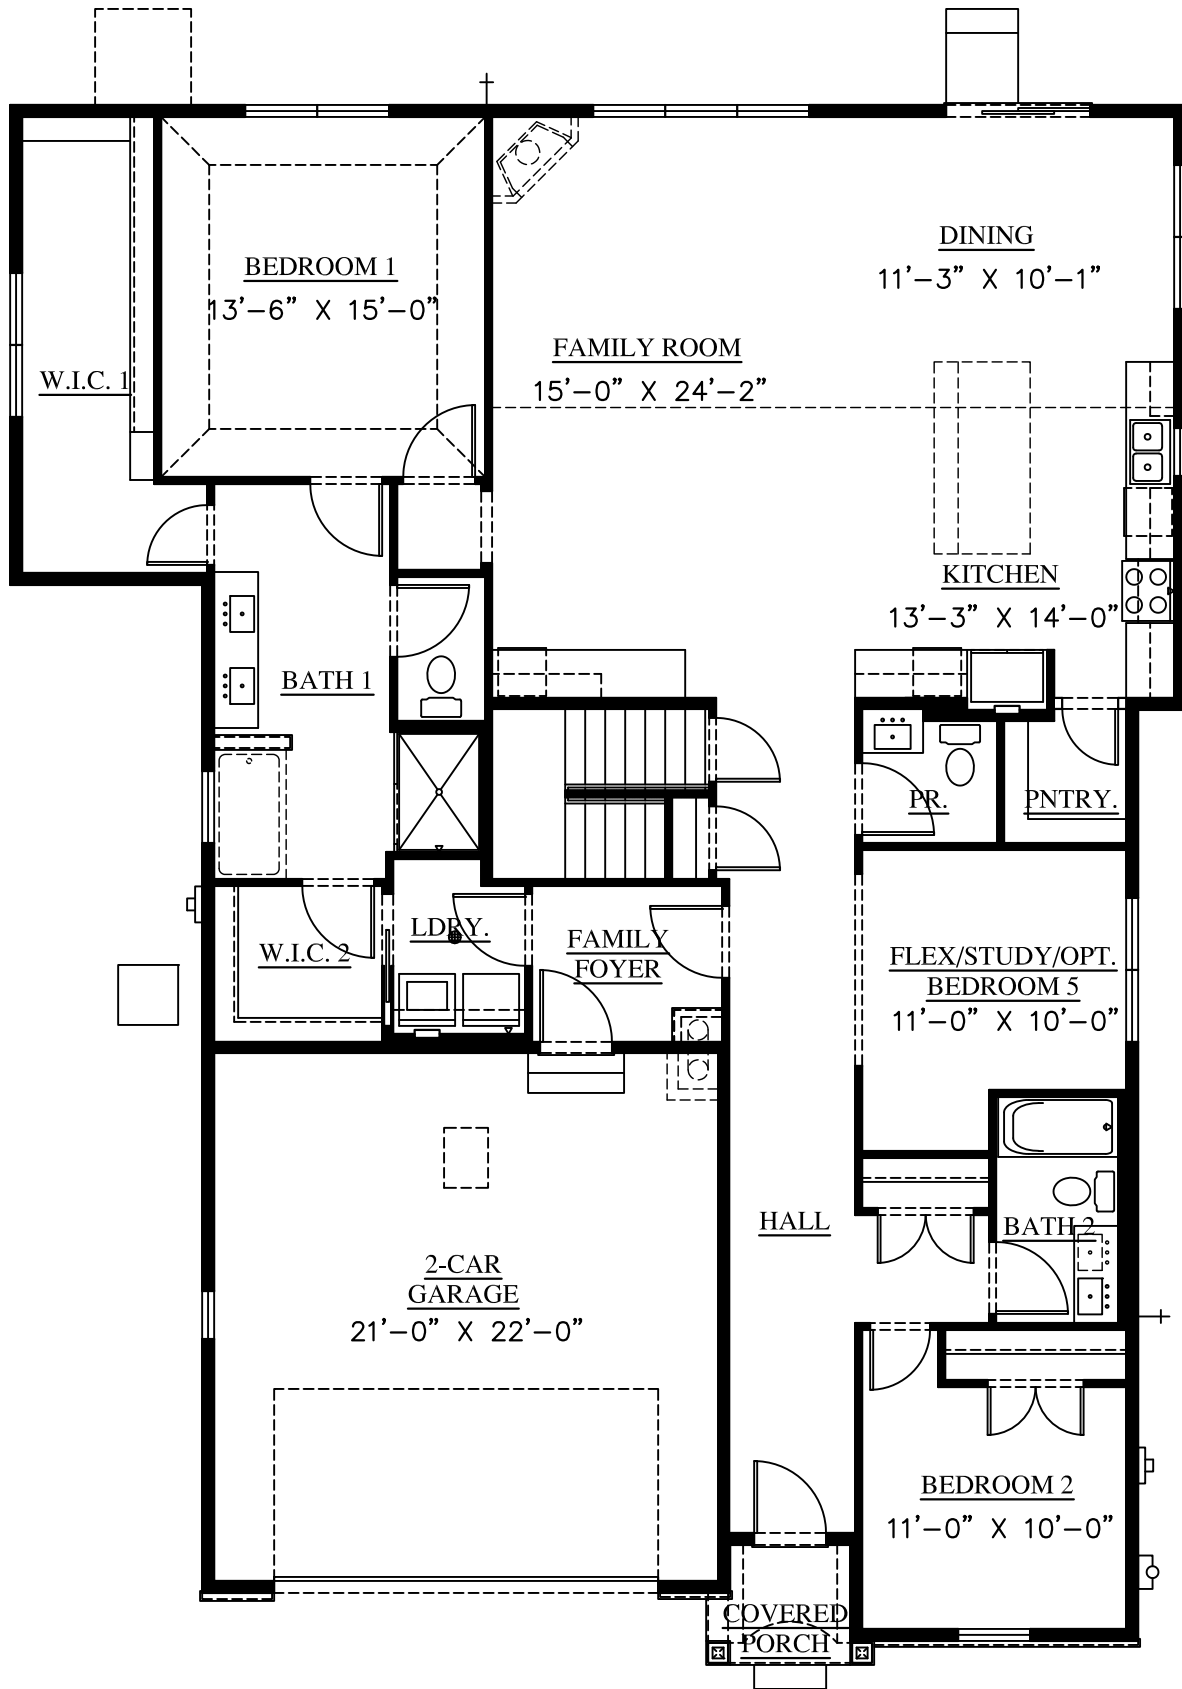 DINING
11'-3" X 10'-1"
BEDROOM 1
13'-6" X 15'-0"
FAMILY ROOM
15'-0" X 24'-2"
W.I.C. 1
KITCHEN
13'-3" X 14'-0"
BATH 1
PR.
PNTRY.
LDRY.
W.I.C. 2
FAMILY
FOYER
FLEX/STUDY/OPT.
BEDROOM 5
11'-0" X 10'-0"
HALL
BATH 2
2-CAR
GARAGE
21'-0" X 22'-0"
BEDROOM 2
11'-0" X 10'-0"
COVERED
PORCH